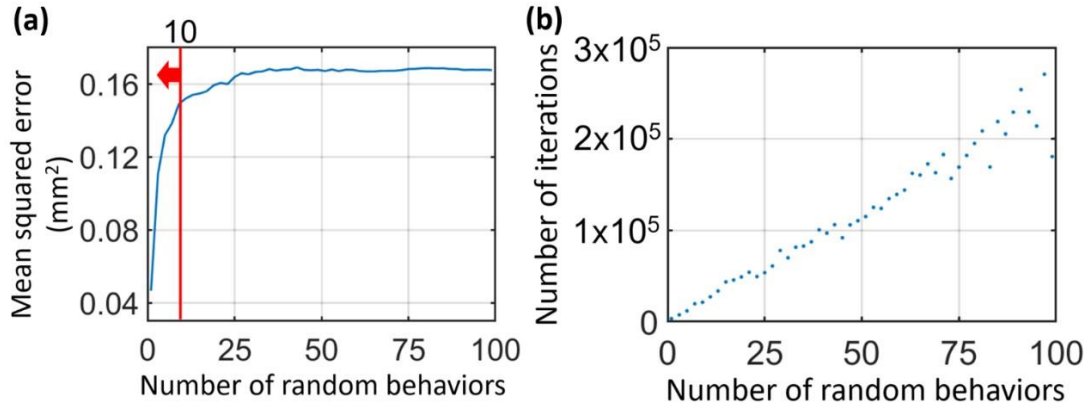 (a)
10
Mean squared error
(mm²)
0.16
0.12
0.08
0.04
0 25 50 75 100
Number of random behaviors
(b)
Number of iterations
3x10⁵
2x10⁵
1x10⁵
0
0 25 50 75 100
Number of random behaviors